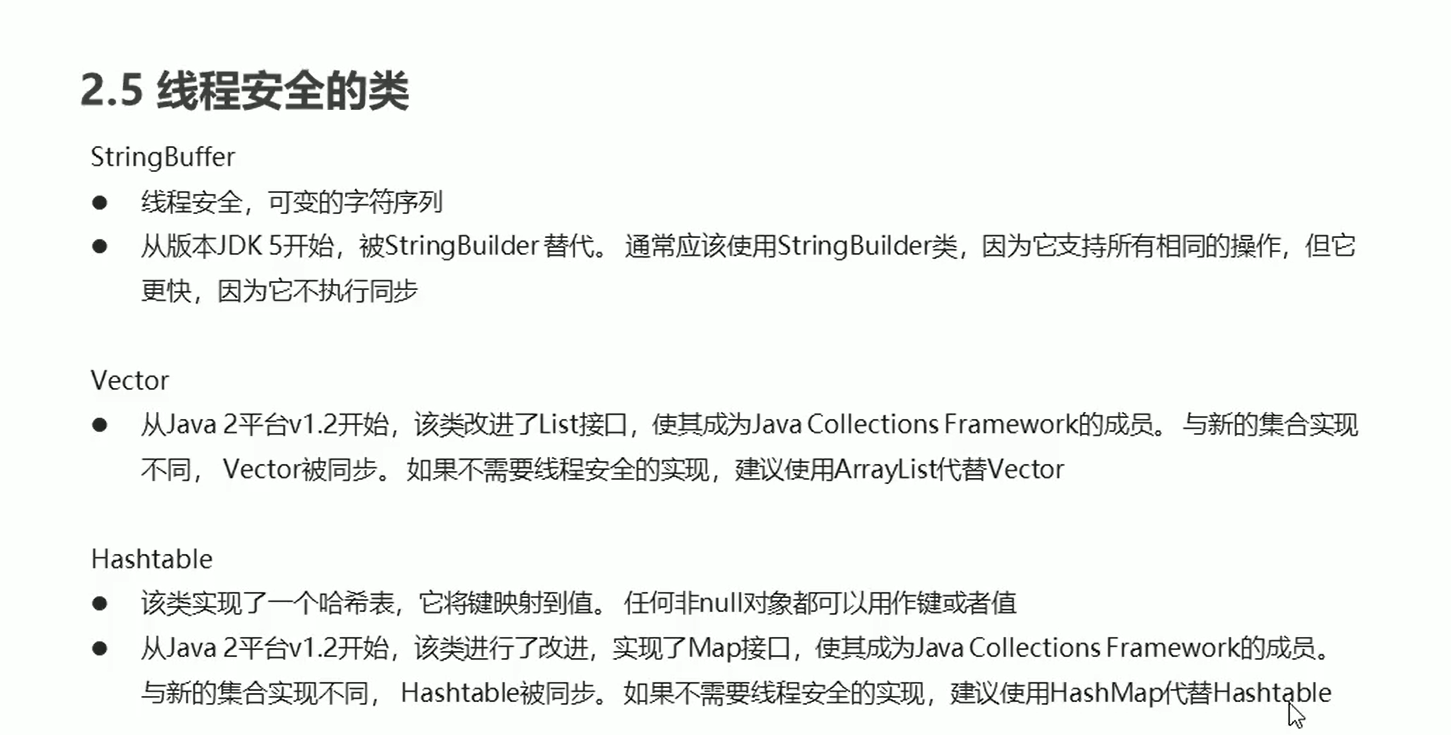 2.5 线程安全的类
StringBuffer
● 线程安全，可变的字符序列
● 从版本JDK 5开始，被StringBuilder 替代。 通常应该使用StringBuilder类，因为它支持所有相同的操作，但它
更快，因为它不执行同步
Vector
● 从Java 2平台v1.2开始，该类改进了List接口，使其成为Java Collections Framework的成员。 与新的集合实现
不同， Vector被同步。 如果不需要线程安全的实现，建议使用ArrayList代替Vector
Hashtable
● 该类实现了一个哈希表，它将键映射到值。 任何非null对象都可以用作键或者值
● 从Java 2平台v1.2开始，该类进行了改进，实现了Map接口，使其成为Java Collections Framework的成员。
与新的集合实现不同， Hashtable被同步。 如果不需要线程安全的实现，建议使用HashMap代替Hashtable